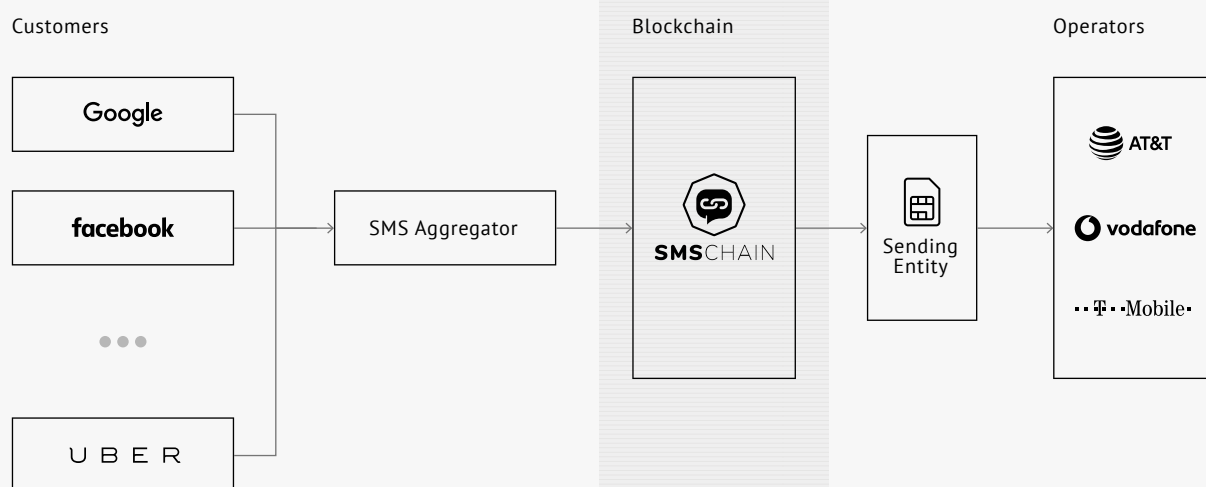 Customers
Blockchain
Operators
Google
facebook
UBER
SMS Aggregator
SMSCHAIN
Sending
Entity
AT&T
vodafone
··T··Mobile·